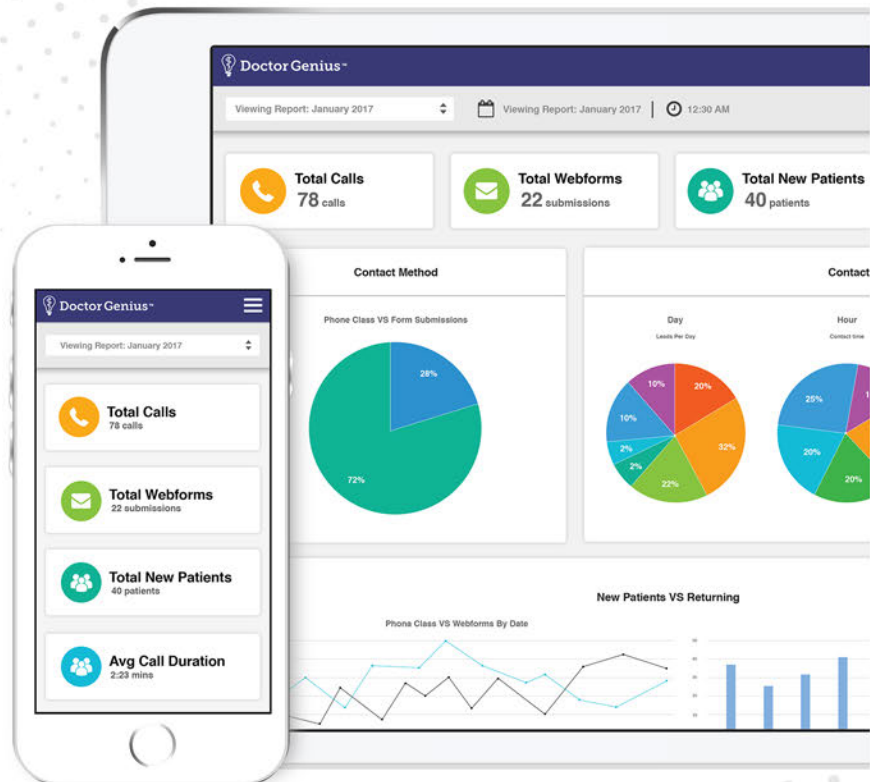 Doctor Genius™
Viewing Report: January 2017
Viewing Report: January 2017
12:30 AM
Total Calls
78 calls
Total Webforms
22 submissions
Total New Patients
40 patients
Contact Method
Phone Class VS Form Submissions
28%
72%
Contact
Day
Leads Per Day
10%
20%
10%
32%
2%
2%
22%
Hour
Contact time
25%
20%
20%
New Patients VS Returning
Phona Class VS Webforms By Date
Doctor Genius™
Viewing Report: January 2017
Total Calls
78 calls
Total Webforms
22 submissions
Total New Patients
40 patients
Avg Call Duration
2:23 mins